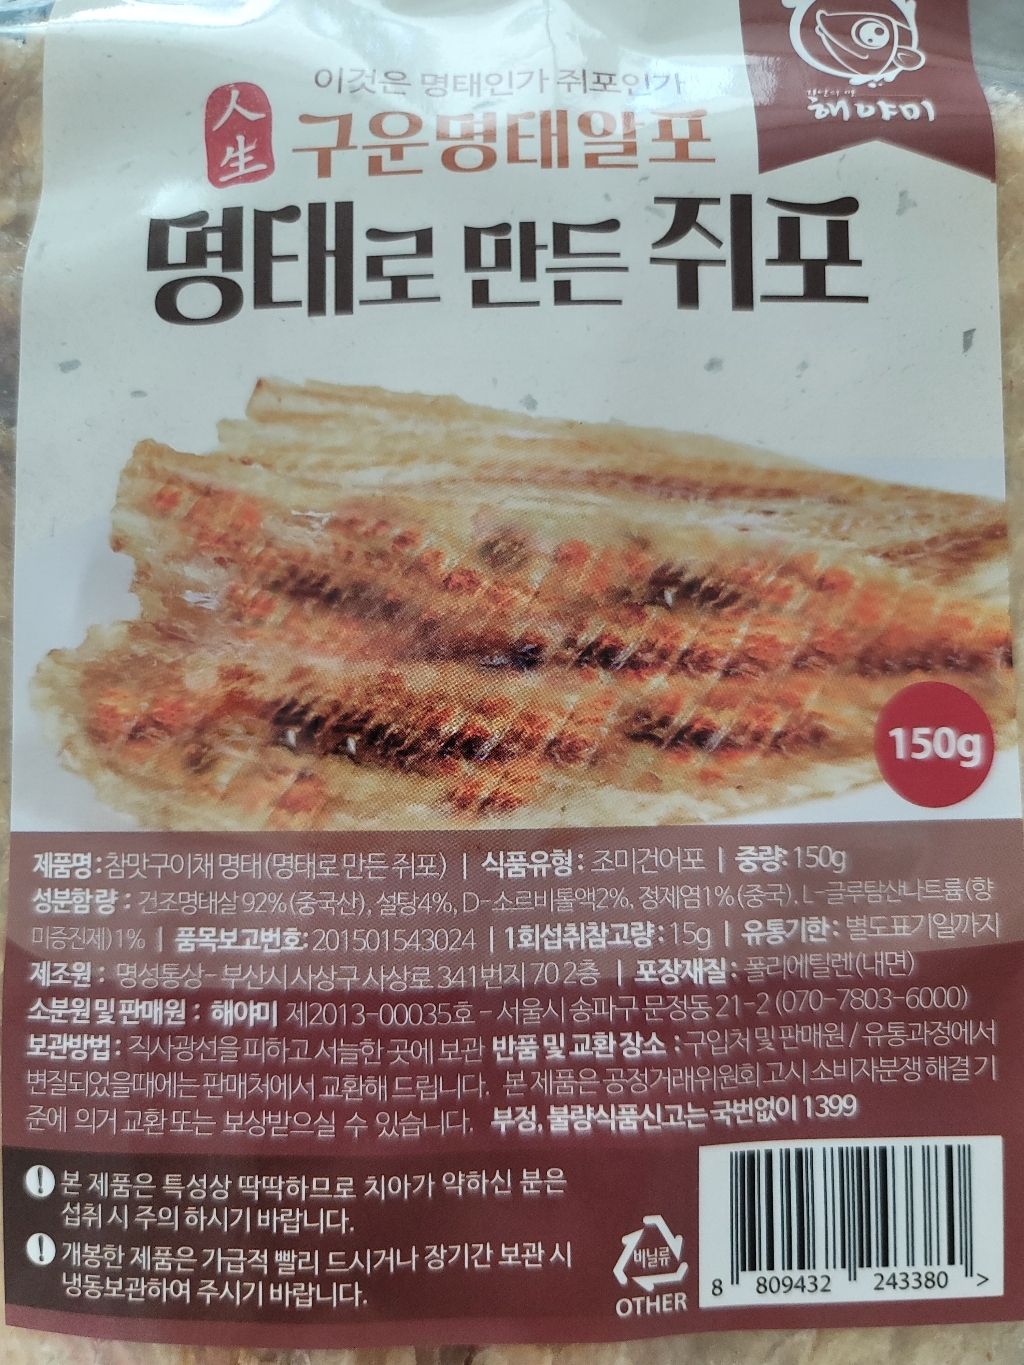 해야미
이것은 명태인가 쥐포인가
人生
구운명태알포
명태로 만든 쥐포
150g
제품명 : 참맛구이채 명태 (명태로 만든 쥐포) | 식품유형 : 조미건어포 | 중량: 150g
성분함량 : 건조명태살 92% (중국산), 설탕4%, D-소르비톨액2%, 정제염1% (중국). L-글루탐산나트륨 (향
미증진제) 1% | 품목보고번호: 201501543024 | 1회섭취참고량 : 15g | 유통기한 : 별도표기일까지
제조원 : 명성통상- 부산시 사상구 사상로 341번지 70 2층 | 포장재질 : 폴리에틸렌 (내면)
소분원 및 판매원 : 해야미 제2013-00035호 - 서울시 송파구 문정동 21-2 (070-7803-6000)
보관방법 : 직사광선을 피하고 서늘한 곳에 보관 반품 및 교환 장소 : 구입처 및 판매원 / 유통과정에서
변질되었을때에는 판매처에서 교환해 드립니다. 본 제품은 공정거래위원회 고시 소비자분쟁 해결 기
준에 의거 교환 또는 보상받으실 수 있습니다. 부정, 불량식품신고는 국번없이 1399
! 본 제품은 특성상 딱딱하므로 치아가 약하신 분은
섭취 시 주의 하시기 바랍니다.
! 개봉한 제품은 가급적 빨리 드시거나 장기간 보관 시
냉동보관하여 주시기 바랍니다.
비닐류
OTHER
8 809432 243380 >